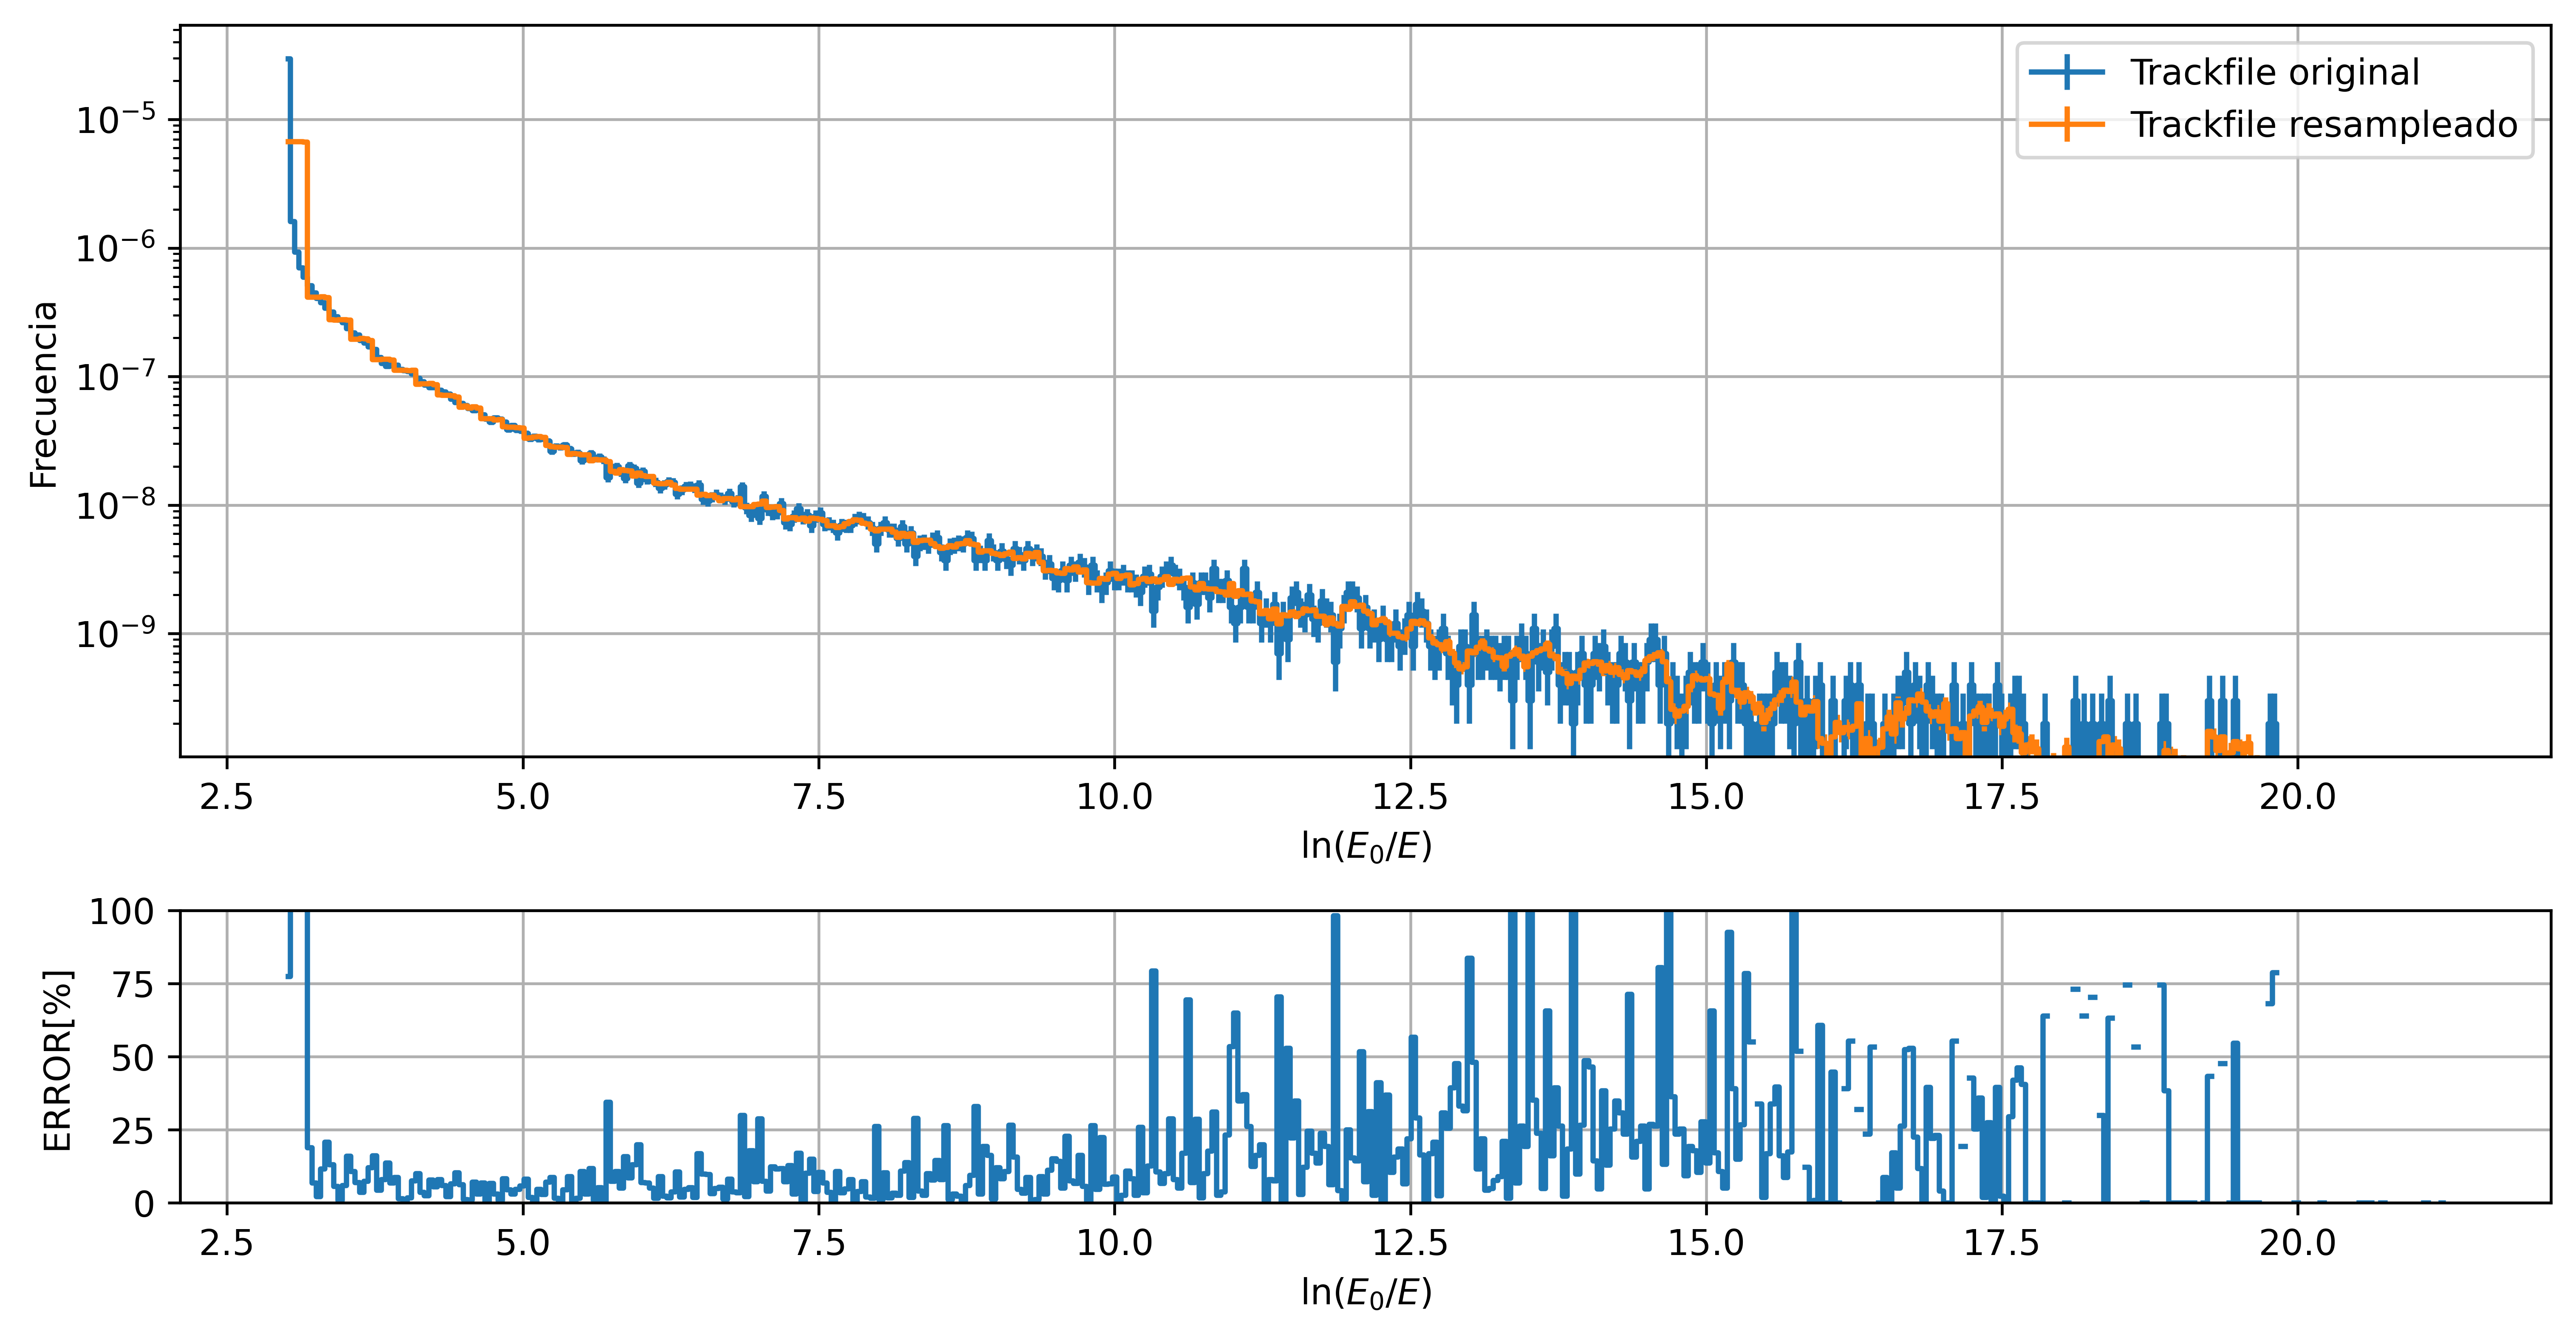 Trackfile original
Trackfile resampleado
10⁻⁵
10⁻⁶
10⁻⁷
10⁻⁸
10⁻⁹
Frecuencia
2.5 5.0 7.5 10.0 12.5 15.0 17.5 20.0
ln(E₀/E)
100
75
50
25
0
ERROR[%]
2.5 5.0 7.5 10.0 12.5 15.0 17.5 20.0
ln(E₀/E)